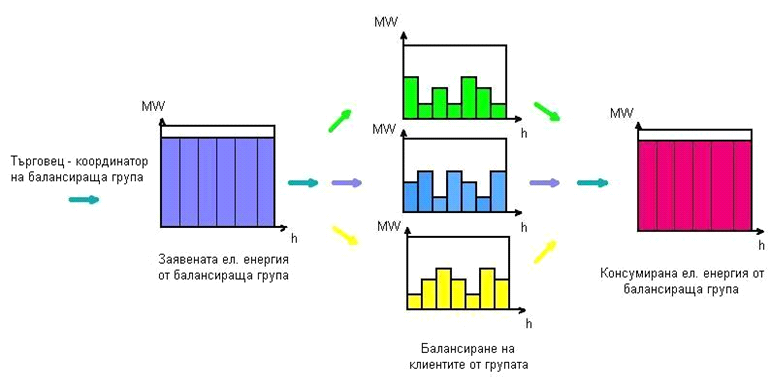 MW
h
MW
Търговец - координатор
на балансираща група
h
Заявената ел. енергия
от балансираща група
MW
h
MW
h
Балансиране на
клиентите от групата
MW
h
Консумирана ел. енергия от
балансираща група